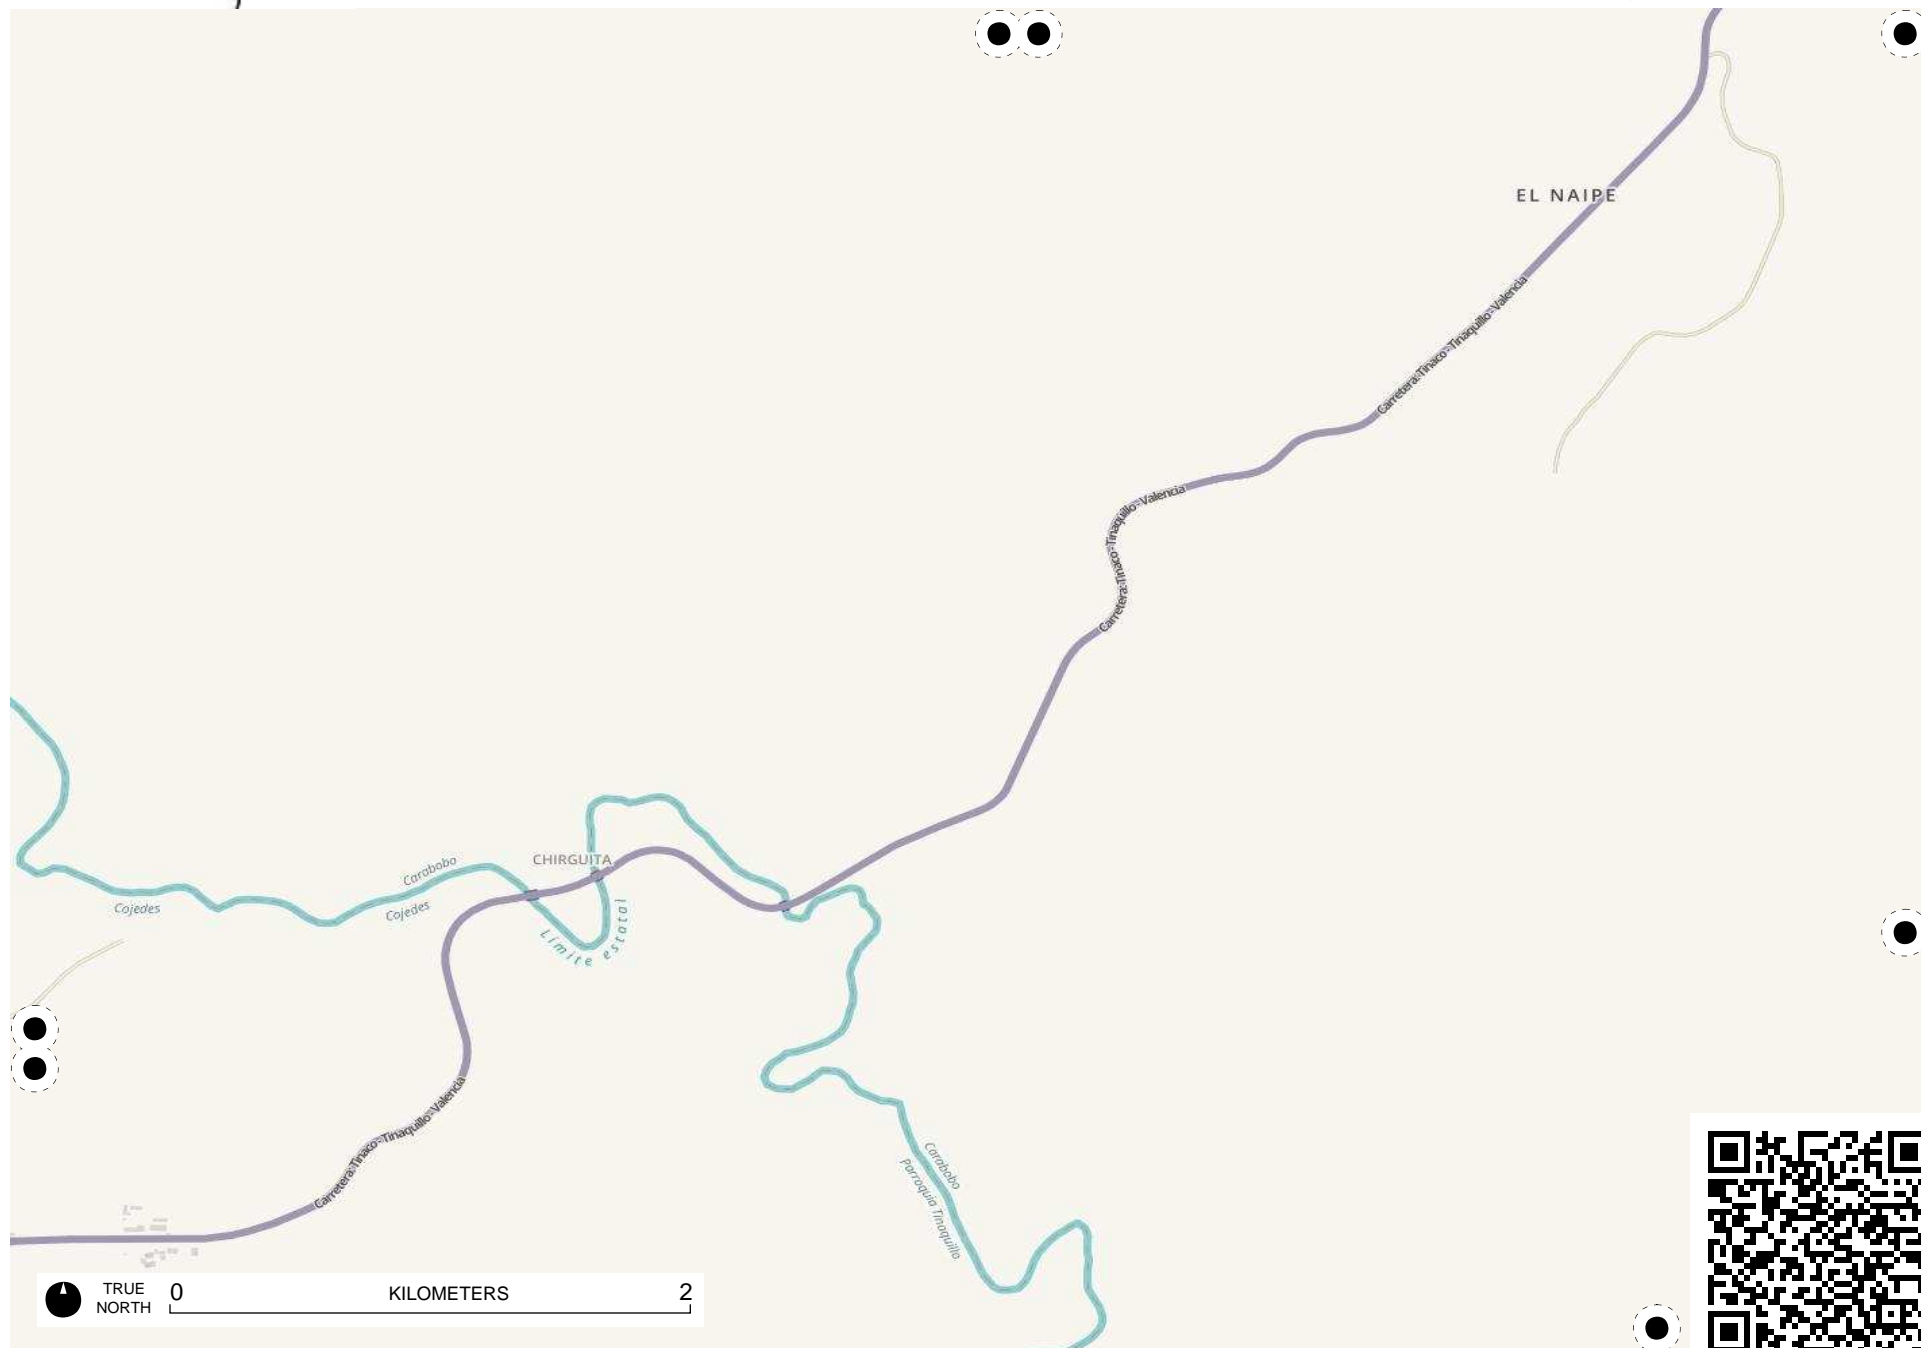 EL NAIPE
Carretera: Tinaco - Tinaquillo - Valencia
Carretera: Tinaco - Tinaquillo - Valencia
CHIRGUITA
Carabobo
Cojedes
Cojedes
Límite estatal
Carretera: Tinaco - Tinaquillo - Valencia
Carabobo
Parroquia Tinaquillo
TRUE NORTH
0 KILOMETERS 2